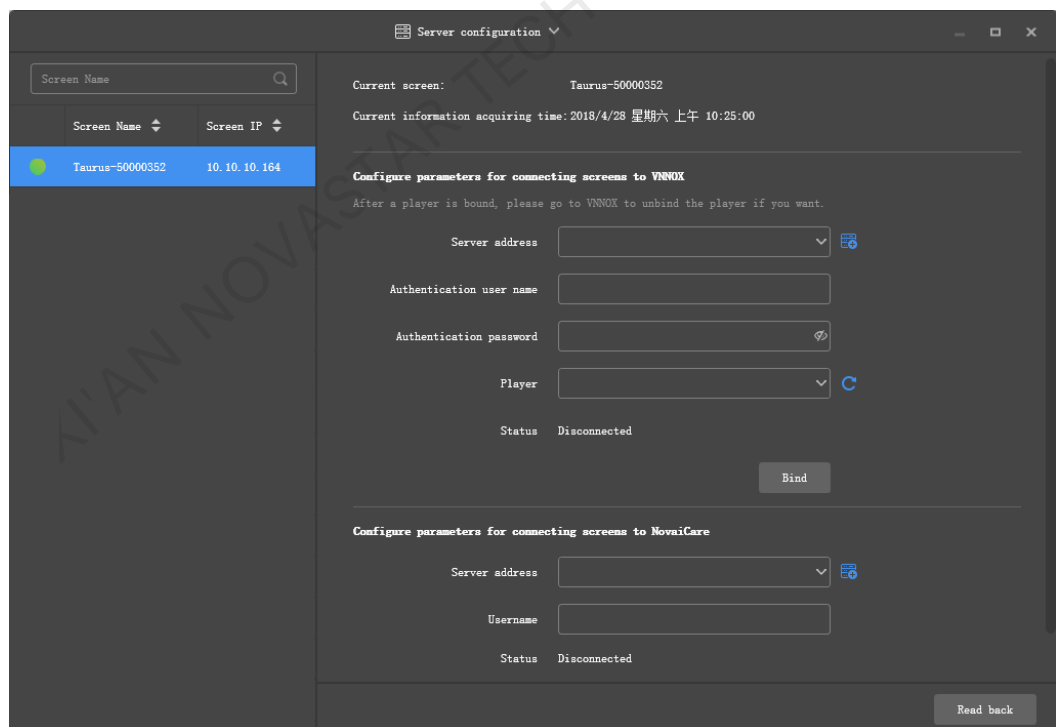 Server configuration
Screen Name
Screen Name Screen IP
Taurus-50000352 10.10.10.164
Current screen: Taurus-50000352
Current information acquiring time:2018/4/28 星期六 上午 10:25:00
Configure parameters for connecting screens to VNNOX
After a player is bound, please go to VNNOX to unbind the player if you want.
Server address
Authentication user name
Authentication password
Player
Status Disconnected
Bind
Configure parameters for connecting screens to NovaiCare
Server address
Username
Status Disconnected
Read back
XI'AN NOVASTAR TECH